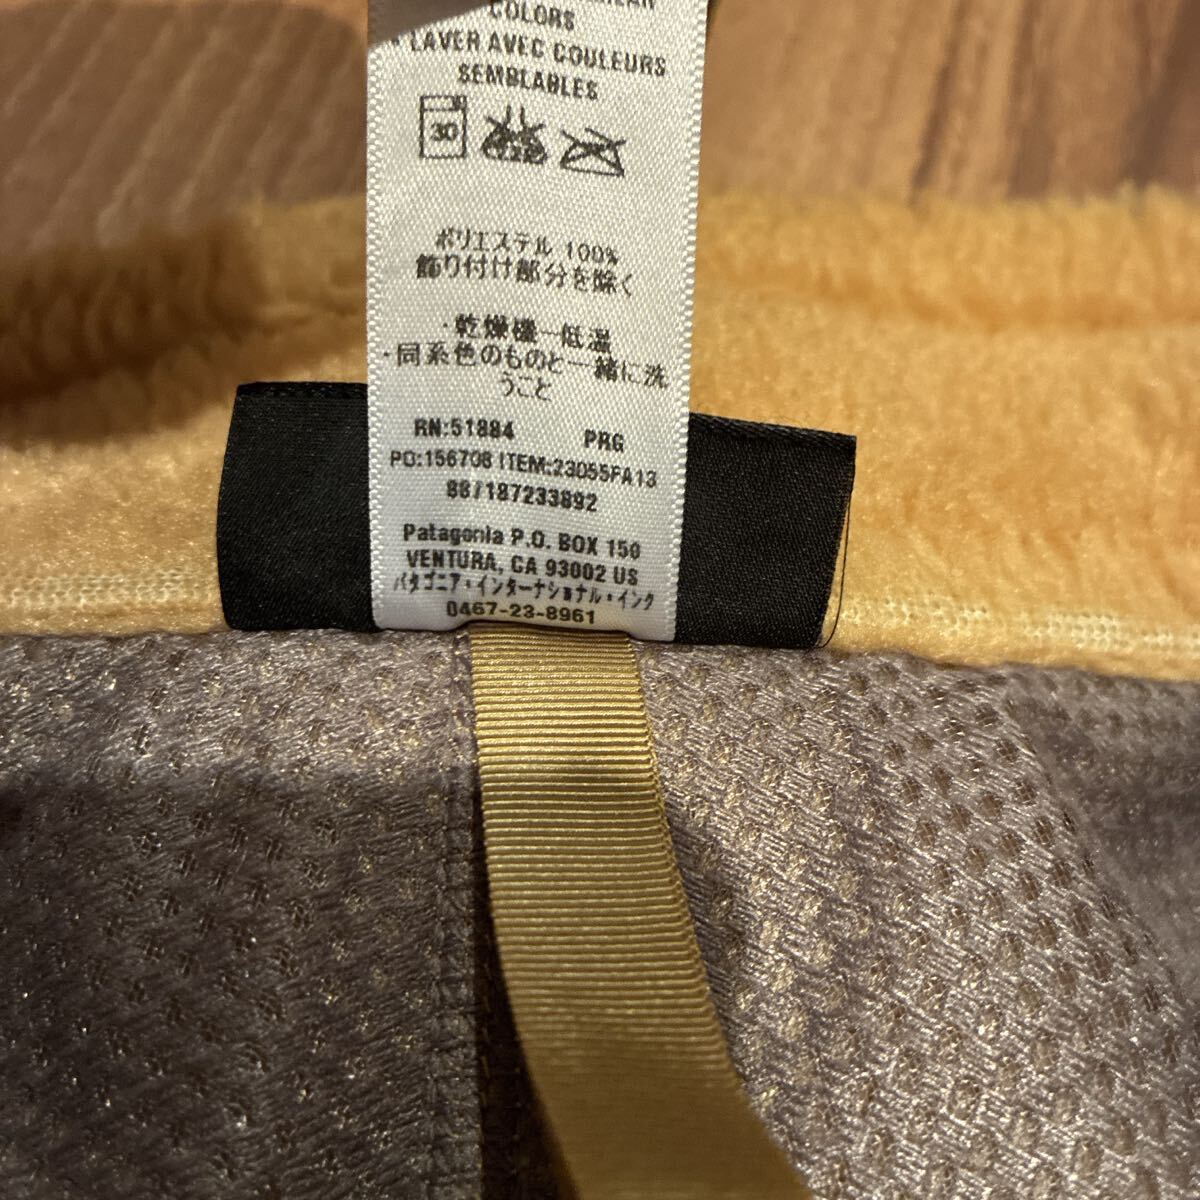 COLORS
* LAVER AVEC COULEURS
SEMBLABLES
30
ポリエステル 100%
飾り付け部分を除く
・乾燥機－低温
・同系色のものと一緒に洗
うこと
RN:51884 PRG
PO:156708 ITEM:23055FA13
887187233892
Patagonia P.O. BOX 150
VENTURA, CA 93002 US
パタゴニア・インターナショナル・インク
0467-23-8961